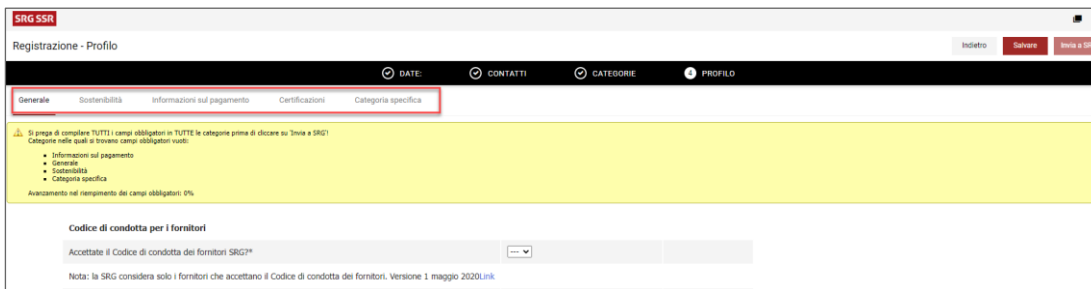 SRG SSR
Registrazione - Profilo
Indietro Salvare Invia a SR
DATE: CONTATTI CATEGORIE 4 PROFILO
Generale Sostenibilità Informazioni sul pagamento Certificazioni Categoria specifica
Si prega di compilare TUTTI i campi obbligatori in TUTTE le categorie prima di cliccare su 'Invia a SRG'!
Categorie nelle quali si trovano campi obbligatori vuoti:
Informazioni sul pagamento
Generale
Sostenibilità
Categoria specifica
Avanzamento nel riempimento dei campi obbligatori: 0%
Codice di condotta per i fornitori
Accettate il Codice di condotta dei fornitori SRG?* ---
Nota: la SRG considera solo i fornitori che accettano il Codice di condotta dei fornitori. Versione 1 maggio 2020Link